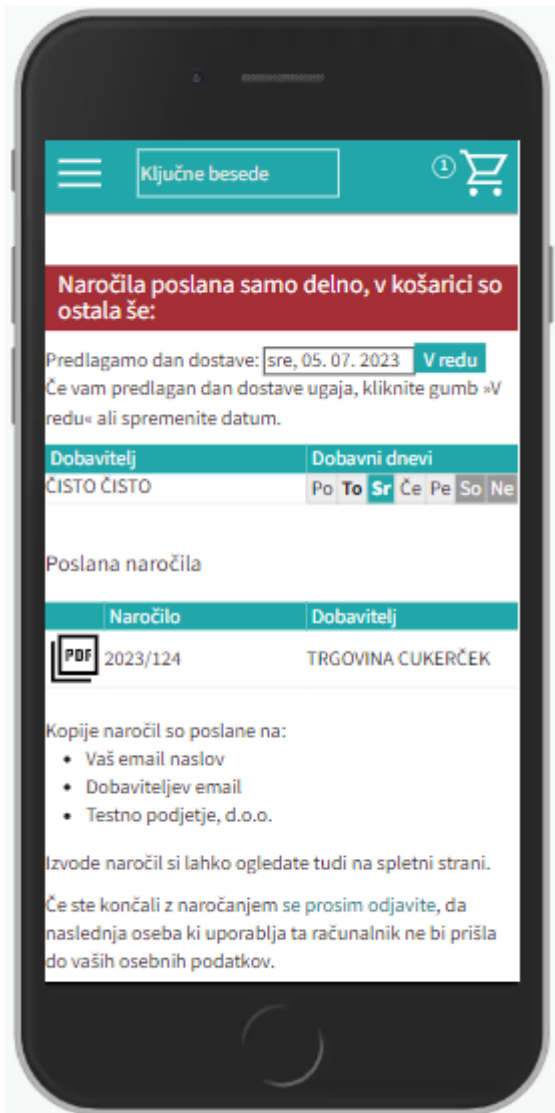 Ključne besede
1
Naročila poslana samo delno, v košarici so
ostala še:
Predlagamo dan dostave: sre, 05. 07. 2023 V redu
Če vam predlagan dan dostave ugaja, kliknite gumb »V
redu« ali spremenite datum.
Dobavitelj Dobavni dnevi
ČISTO ČISTO Po To Sr Če Pe So Ne
Poslana naročila
Naročilo Dobavitelj
PDF 2023/124 TRGOVINA CUKERČEK
Kopije naročil so poslane na:
• Vaš email naslov
• Dobaviteljev email
• Testno podjetje, d.o.o.
Izvode naročil si lahko ogledate tudi na spletni strani.
Če ste končali z naročanjem se prosim odjavite, da
naslednja oseba ki uporablja ta računalnik ne bi prišla
do vaših osebnih podatkov.